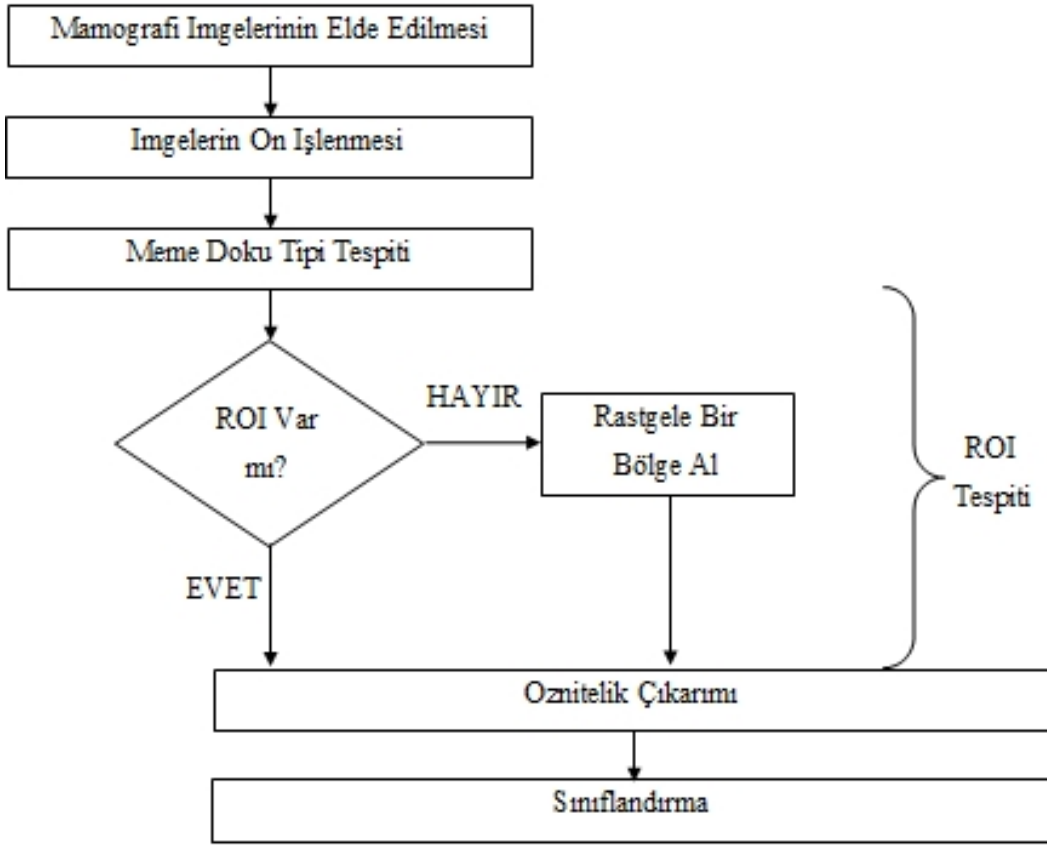 Mamografi Imgelerinin Elde Edilmesi
Imgelerin On Işlenmesi
Meme Doku Tipi Tespiti
ROI Var
mı?
HAYIR
Rastgele Bir
Bölge Al
ROI
Tespiti
EVET
Oznitelik Çıkarımı
Sınıflandırma